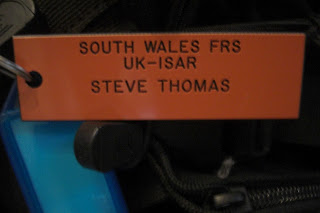 SOUTH WALES FRS
UK-ISAR
STEVE THOMAS